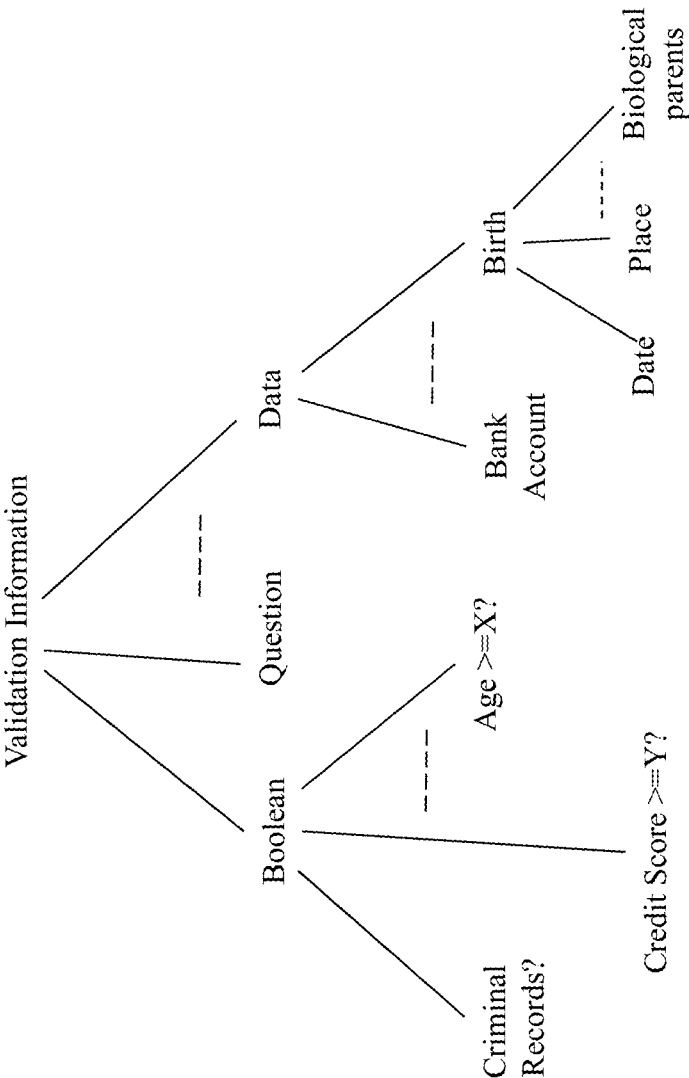 Validation Information
Boolean
Question
Data
Criminal
Records?
Credit Score >=Y?
Age >=X?
Bank
Account
Birth
Date
Place
Biological
parents